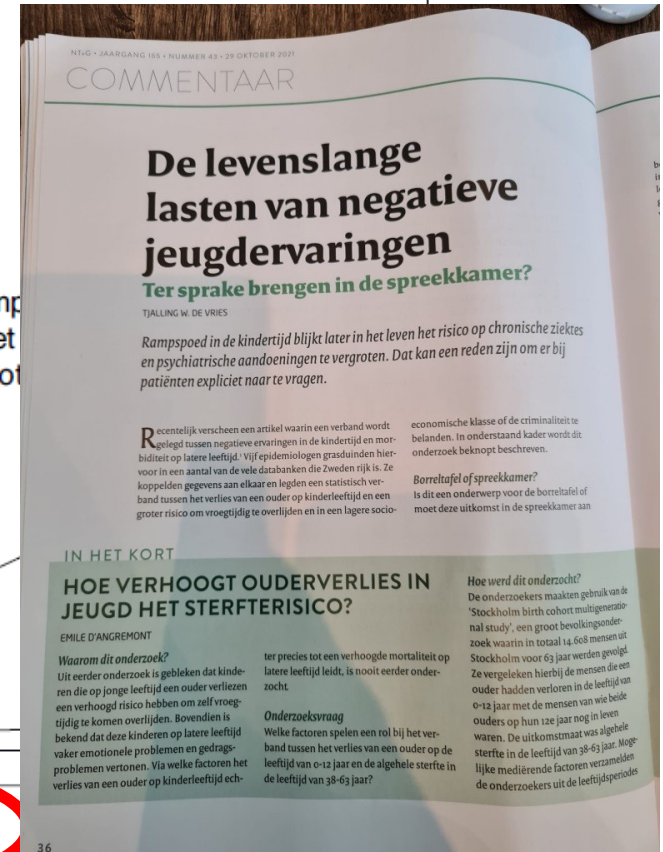 NTvG • JAARGANG 165 • NUMMER 43 • 29 OKTOBER 2021
COMMENTAAR
De levenslange
lasten van negatieve
jeugdervaringen
Ter sprake brengen in de spreekkamer?
TJALLING W. DE VRIES
Rampspoed in de kindertijd blijkt later in het leven het risico op chronische ziektes
en psychiatrische aandoeningen te vergroten. Dat kan een reden zijn om er bij
patiënten expliciet naar te vragen.
Recentelijk verscheen een artikel waarin een verband wordt
gelegd tussen negatieve ervaringen in de kindertijd en mor-
biditeit op latere leeftijd.¹ Vijf epidemiologen grasduinden hier-
voor in een aantal van de vele databanken die Zweden rijk is. Ze
koppelden gegevens aan elkaar en legden een statistisch ver-
band tussen het verlies van een ouder op kinderleeftijd en een
groter risico om vroegtijdig te overlijden en in een lagere socio-
economische klasse of de criminaliteit te
belanden. In onderstaand kader wordt dit
onderzoek beknopt beschreven.
Borreltafel of spreekkamer?
Is dit een onderwerp voor de borreltafel of
moet deze uitkomst in de spreekkamer aan
IN HET KORT
HOE VERHOOGT OUDERVERLIES IN
JEUGD HET STERFTERISICO?
EMILE D'ANGREMONT
Waarom dit onderzoek?
Uit eerder onderzoek is gebleken dat kinde-
ren die op jonge leeftijd een ouder verliezen
een verhoogd risico hebben om zelf vroeg-
tijdig te komen overlijden. Bovendien is
bekend dat deze kinderen op latere leeftijd
vaker emotionele problemen en gedrags-
problemen vertonen. Via welke factoren het
verlies van een ouder op kinderleeftijd ech-
ter precies tot een verhoogde mortaliteit op
latere leeftijd leidt, is nooit eerder onder-
zocht.
Onderzoeksvraag
Welke factoren spelen een rol bij het ver-
band tussen het verlies van een ouder op de
leeftijd van 0-12 jaar en de algehele sterfte in
de leeftijd van 38-63 jaar?
Hoe werd dit onderzocht?
De onderzoekers maakten gebruik van de
'Stockholm birth cohort multigeneratio-
nal study', een groot bevolkingsonder-
zoek waarin in totaal 14.608 mensen uit
Stockholm voor 63 jaar werden gevolgd.
Ze vergeleken hierbij de mensen die een
ouder hadden verloren in de leeftijd van
0-12 jaar met de mensen van wie beide
ouders op hun 12e jaar nog in leven
waren. De uitkomstmaat was algehele
sterfte in de leeftijd van 38-63 jaar. Moge-
lijke mediërende factoren verzamelden
de onderzoekers uit de leeftijdsperiodes
36